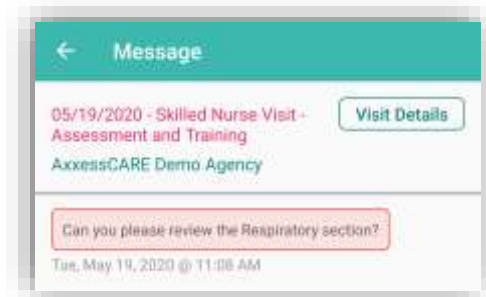 ← Message
05/19/2020 - Skilled Nurse Visit -
Visit Details
Assessment and Training
AxxessCARE Demo Agency
Can you please review the Respiratory section?
Tue, May 19, 2020 @ 11:08 AM